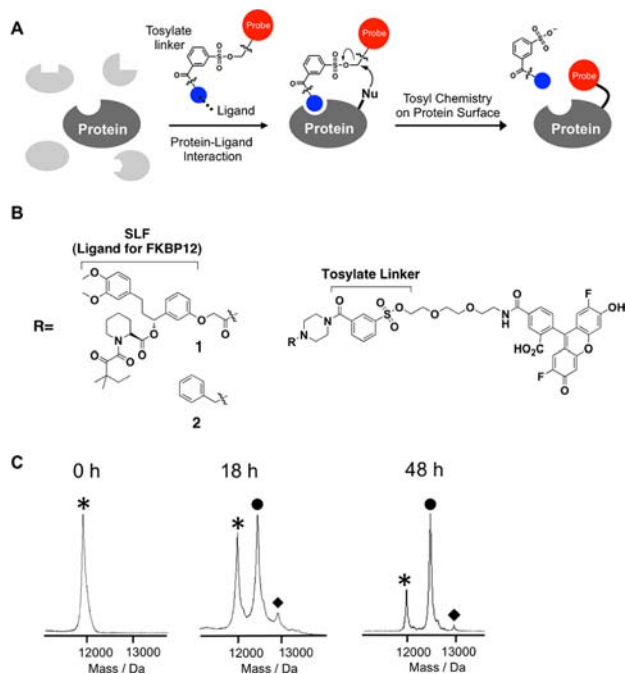 A
Tosylate
linker
Probe
O
O
S
O
O
Ligand
Protein
Protein-Ligand
Interaction
Probe
O
O
S
O
O
Nu
Protein
Tosyl Chemistry
on Protein Surface
SO₃⁻
O
Probe
Protein
B
SLF
(Ligand for FKBP12)
R=
O
O
O
O
O
N
O
O
O
1
2
Tosylate Linker
R
N
N
O
O
S
O
O
O
O
N
H
O
HO₂C
F
OH
O
F
O
C
0 h
18 h
48 h
*
*
●
◆
*
●
◆
12000 13000
Mass / Da
12000 13000
Mass / Da
12000 13000
Mass / Da